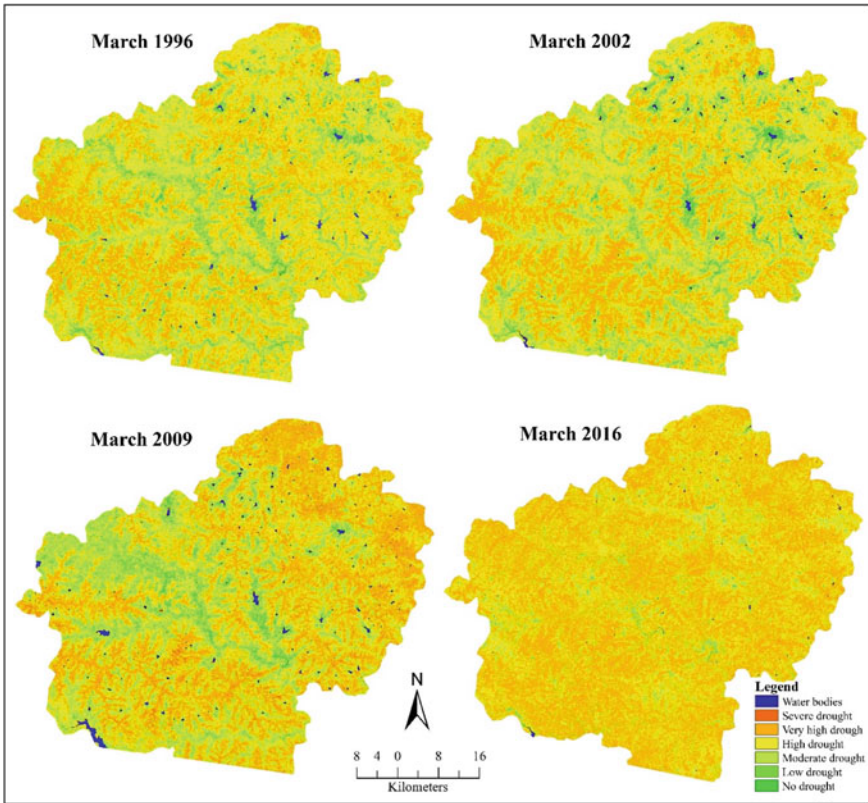 March 1996
March 2002
March 2009
March 2016
N
8 4 0 8 16
Kilometers
Legend
Water bodies
Severe drought
Very high drough
High drought
Moderate drought
Low drought
No drought